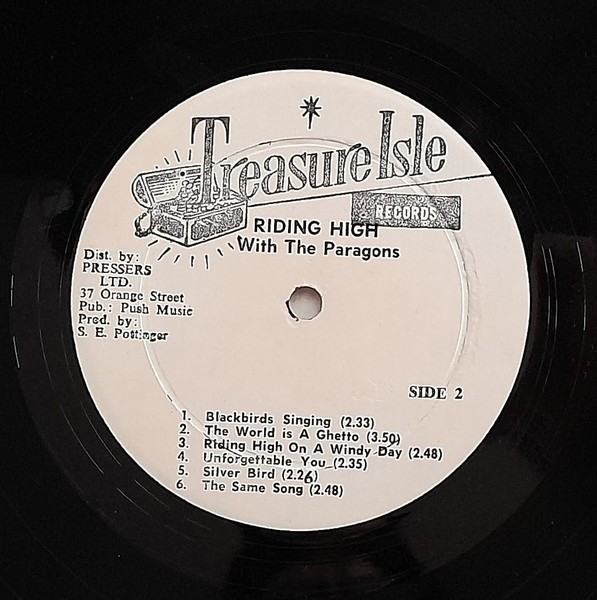 Treasure Isle
RECORDS
RIDING HIGH
With The Paragons
Dist. by:
PRESSERS
LTD.
37 Orange Street
Pub.: Push Music
Prod. by:
S. E. Pottinger
SIDE 2
1. Blackbirds Singing (2.33)
2. The World is A Ghetto (3.50)
3. Riding High On A Windy Day (2.48)
4. Unforgettable You (2.35)
5. Silver Bird (2.26)
6. The Same Song (2.48)